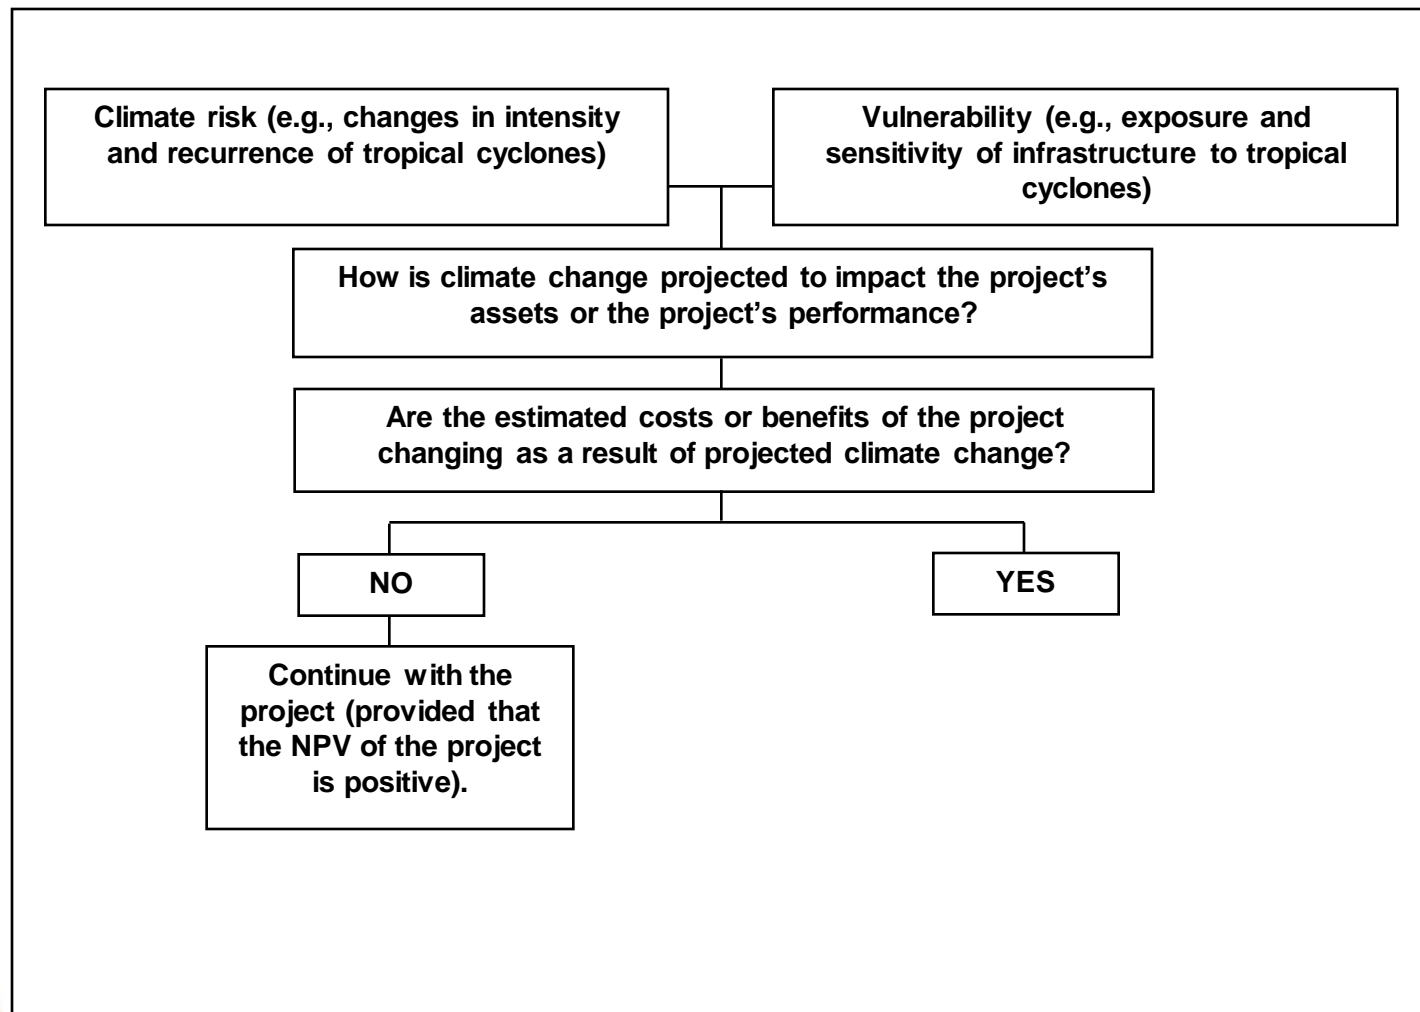 Climate risk (e.g., changes in intensity
and recurrence of tropical cyclones)
Vulnerability (e.g., exposure and
sensitivity of infrastructure to tropical
cyclones)
How is climate change projected to impact the project’s
assets or the project’s performance?
Are the estimated costs or benefits of the project
changing as a result of projected climate change?
NO
YES
Continue with the
project (provided that
the NPV of the project
is positive).